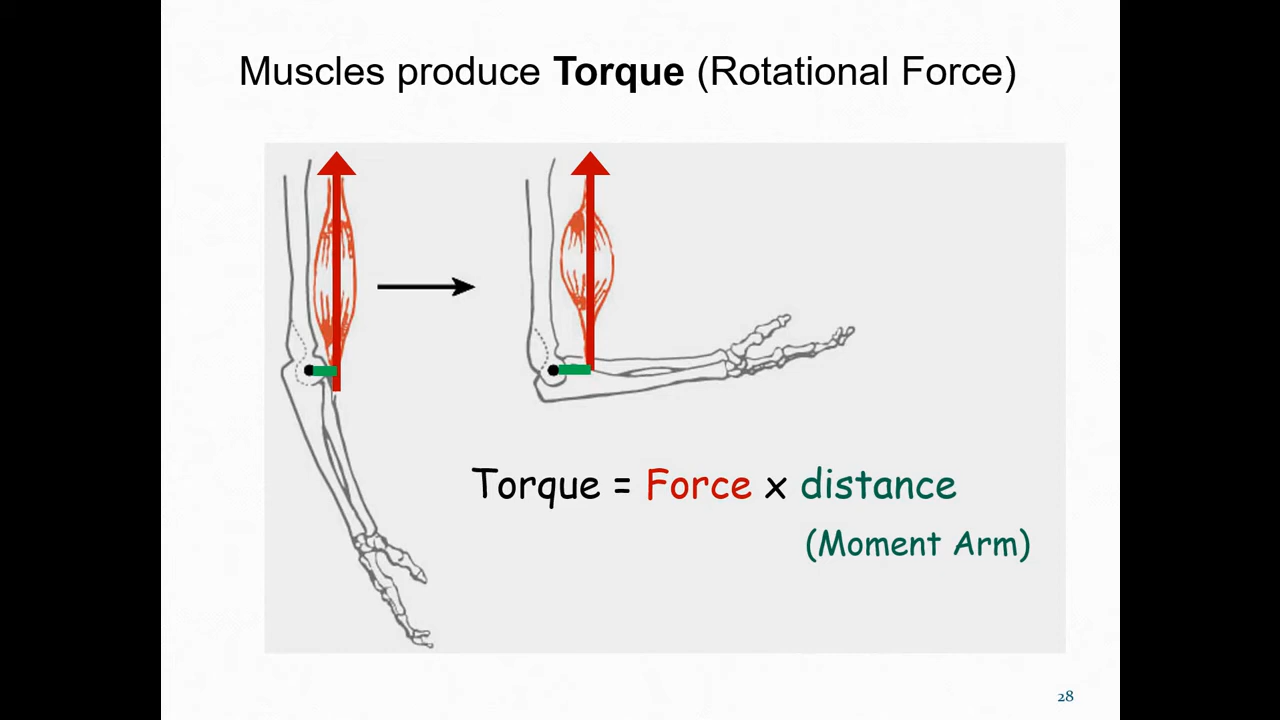 Muscles produce Torque (Rotational Force)
Torque = Force x distance
(Moment Arm)
28